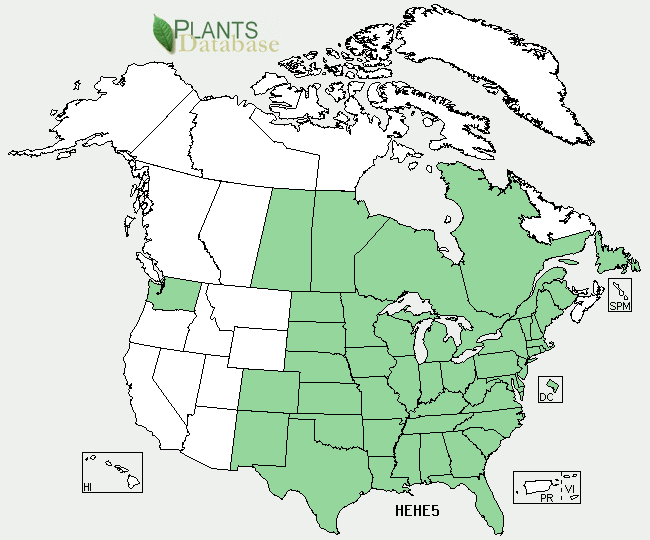 PLANTS
Database
SPM
DC
HI
PR
VI
HEHE5